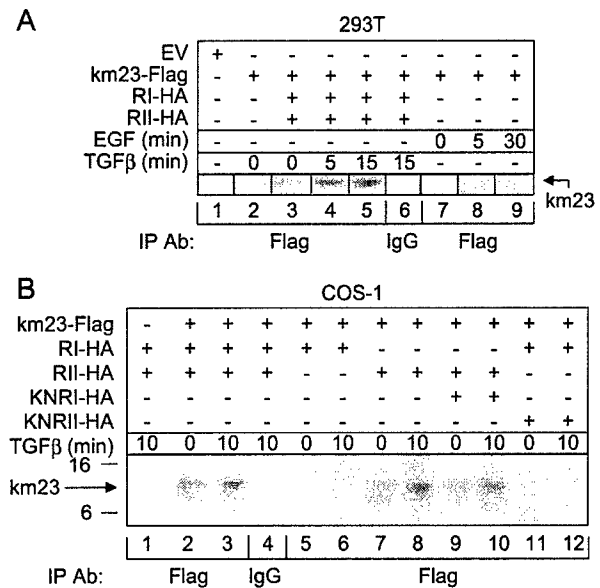 A
293T
EV + - - - - - - - -
km23-Flag - + + + + + + + +
RI-HA - - + + + + - - -
RII-HA - - + + + + - - -
EGF (min) - - - - - - 0 5 30
TGFβ (min) - 0 0 5 15 15 - - -
km23
1 2 3 4 5 6 7 8 9
IP Ab: Flag IgG Flag
B
COS-1
km23-Flag - + + + + + + + + + + +
RI-HA + + + + + + - - - - + +
RII-HA + + + + - - + + + + - -
KNRI-HA - - - - - - - - + + - -
KNRII-HA - - - - - - - - - - + +
TGFβ (min) 10 0 10 10 0 10 0 10 0 10 0 10
16
km23
6
1 2 3 4 5 6 7 8 9 10 11 12
IP Ab: Flag IgG Flag